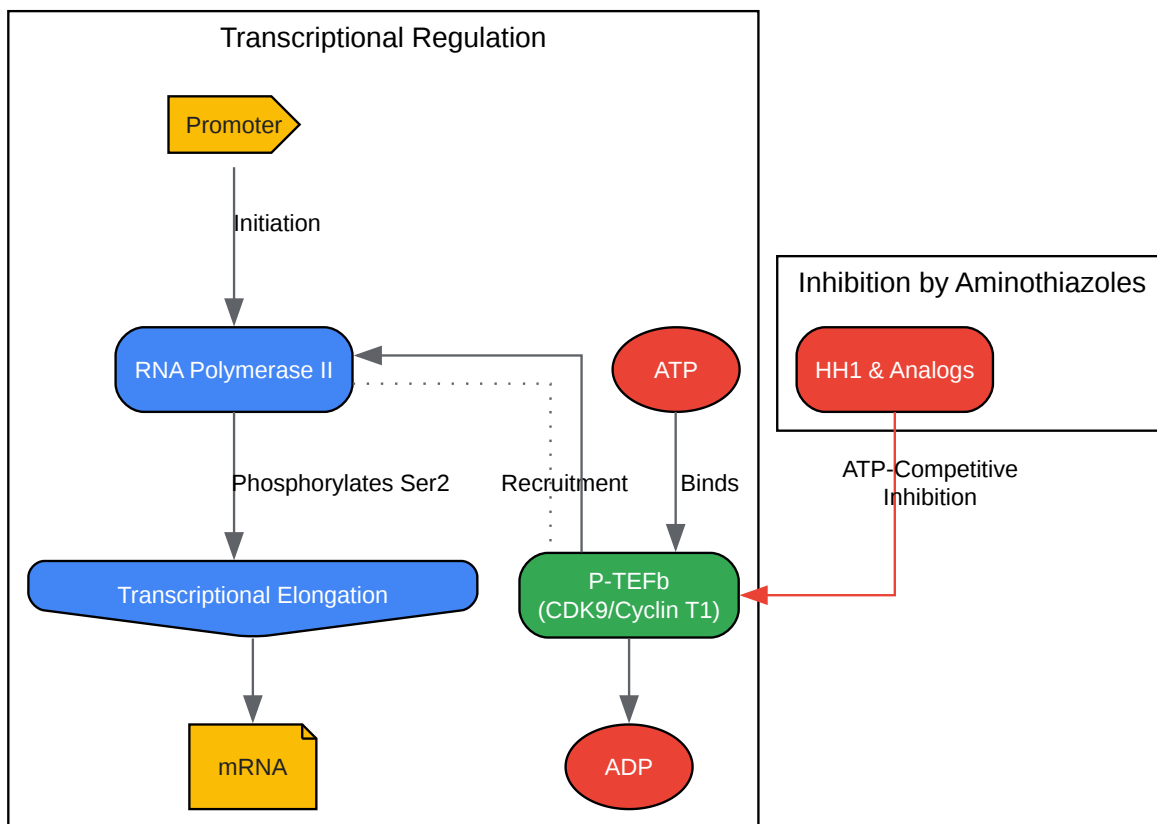 Transcriptional Regulation
Promoter
Initiation
Inhibition by Aminothiazoles
RNA Polymerase II
ATP
HH1 & Analogs
Phosphorylates Ser2
Recruitment
Binds
ATP-Competitive
Inhibition
Transcriptional Elongation
P-TEFb
(CDK9/Cyclin T1)
mRNA
ADP